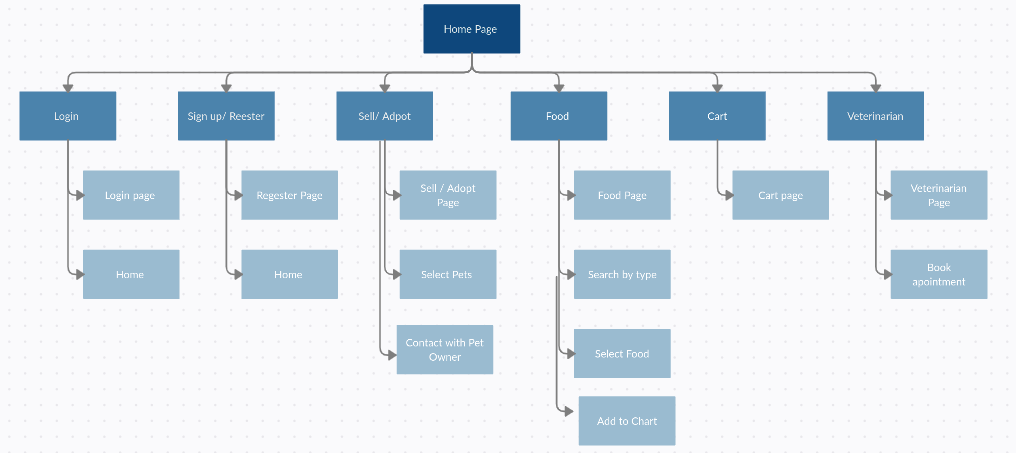 Home Page
Login
Sign up/ Reester
Sell/ Adpot
Food
Cart
Veterinarian
Login page
Regester Page
Sell / Adopt
Page
Food Page
Cart page
Veterinarian
Page
Home
Home
Select Pets
Search by type
Book
apointment
Contact with Pet
Owner
Select Food
Add to Chart